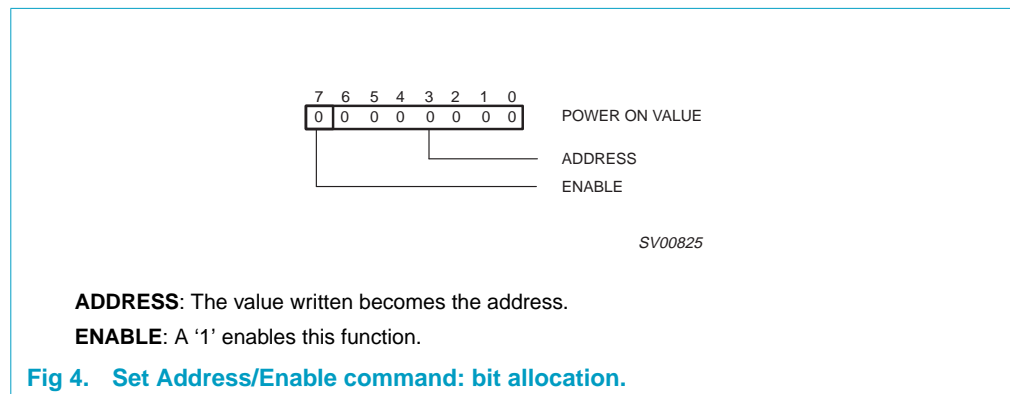 7 6 5 4 3 2 1 0
0 0 0 0 0 0 0 0 POWER ON VALUE
ADDRESS
ENABLE
SV00825
ADDRESS: The value written becomes the address.
ENABLE: A ‘1’ enables this function.
Fig 4. Set Address/Enable command: bit allocation.